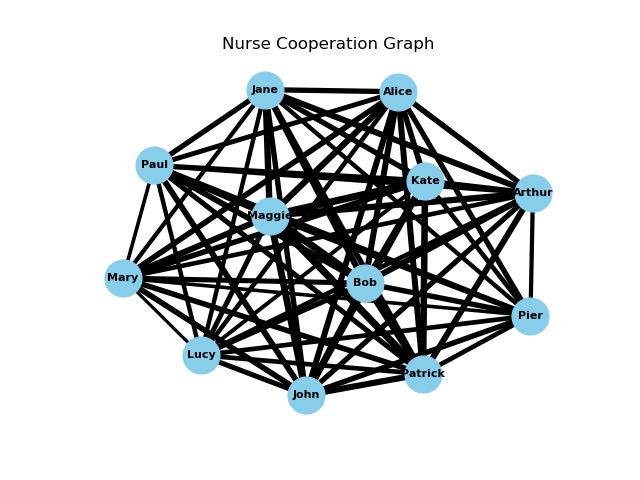 Nurse Cooperation Graph
Jane
Alice
Paul
Kate
Arthur
Maggie
Mary
Bob
Pier
Lucy
Patrick
John